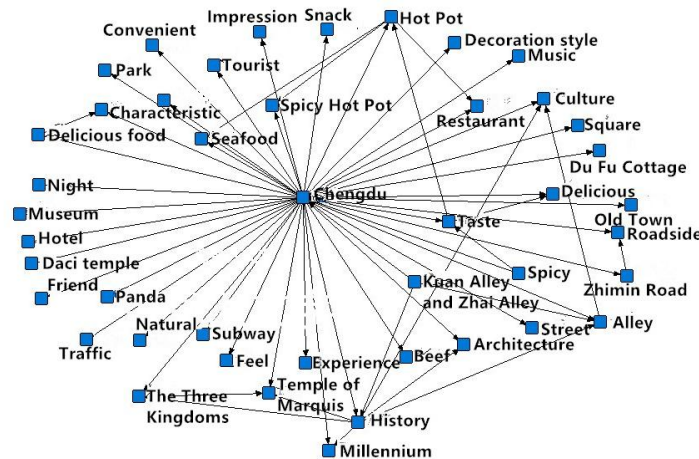 Impression
Snack
Hot Pot
Convenient
Decoration style
Music
Park
Tourist
Characteristic
Spicy Hot Pot
Restaurant
Culture
Delicious food
Seafood
Square
Du Fu Cottage
Night
Chengdu
Delicious
Museum
Taste
Old Town
Hotel
Roadside
Daci temple
Spicy
Friend
Panda
Kuan Alley
and Zhai Alley
Zhimin Road
Natural
Subway
Street
Alley
Traffic
Feel
Experience
Beef
Architecture
The Three
Kingdoms
Temple of
Marquis
History
Millennium